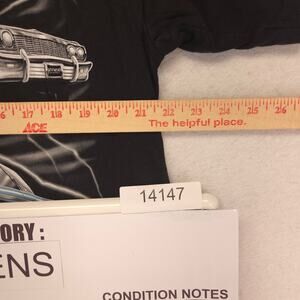 16 17 18 19 20 21 22 23 24 25 26
ACE The helpful place.
14147
ORY :
ENS
CONDITION NOTES